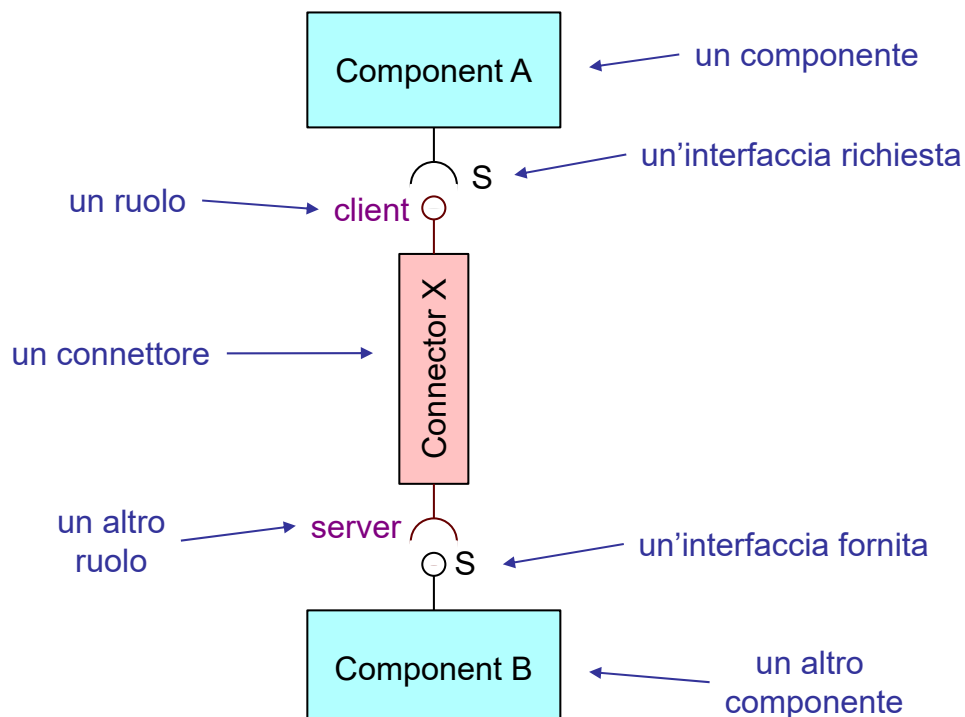 Component A
un componente
S
un'interfaccia richiesta
un ruolo
client
Connector X
un connettore
un altro
ruolo
server
S
un'interfaccia fornita
Component B
un altro
componente